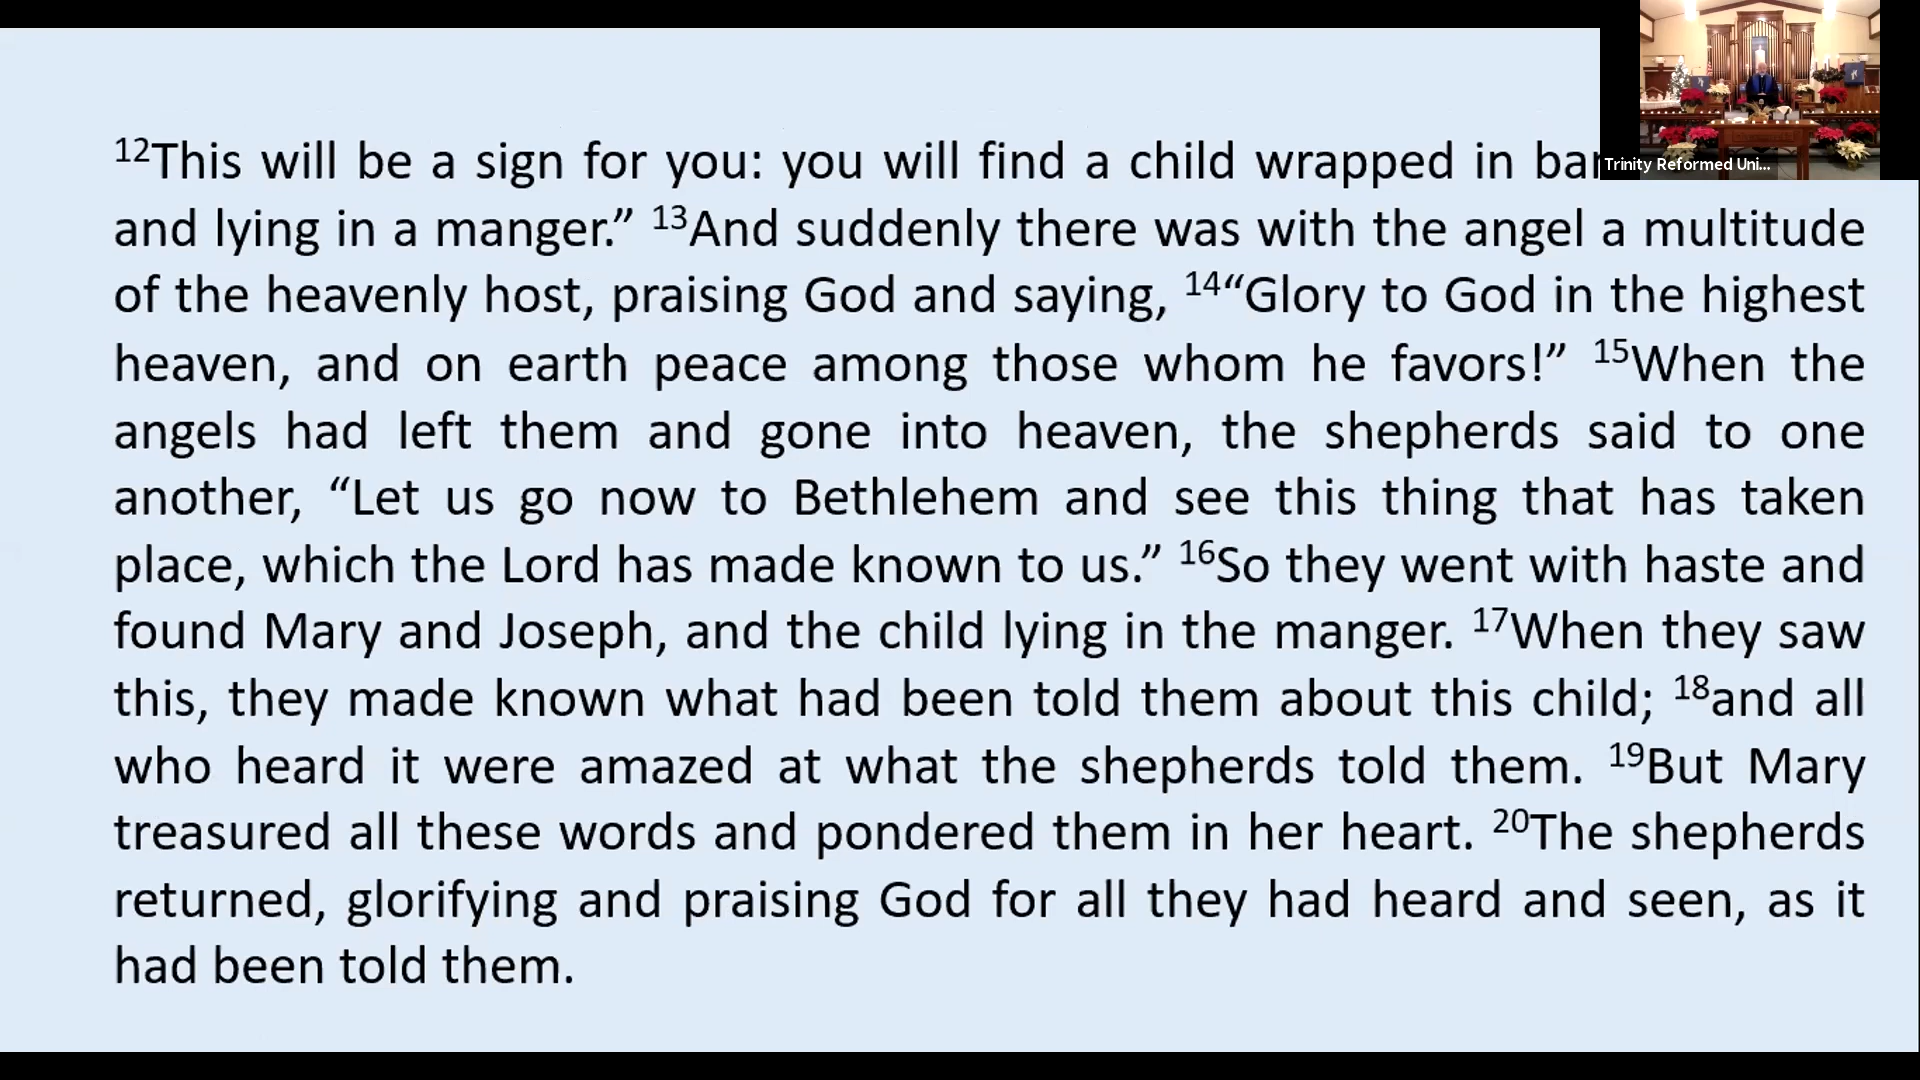 ¹²This will be a sign for you: you will find a child wrapped in
and lying in a manger.” ¹³And suddenly there was with the angel a multitude
of the heavenly host, praising God and saying, ¹⁴“Glory to God in the highest
heaven, and on earth peace among those whom he favors!” ¹⁵When the
angels had left them and gone into heaven, the shepherds said to one
another, “Let us go now to Bethlehem and see this thing that has taken
place, which the Lord has made known to us.” ¹⁶So they went with haste and
found Mary and Joseph, and the child lying in the manger. ¹⁷When they saw
this, they made known what had been told them about this child; ¹⁸and all
who heard it were amazed at what the shepherds told them. ¹⁹But Mary
treasured all these words and pondered them in her heart. ²⁰The shepherds
returned, glorifying and praising God for all they had heard and seen, as it
had been told them.
Trinity Reformed Uni...